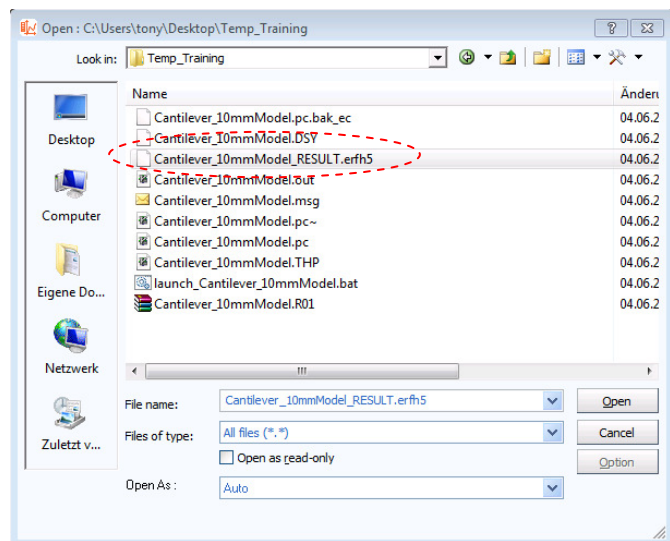 Open : C:\Users\tony\Desktop\Temp_Training
Look in: Temp_Training
Name Änderu
Cantilever_10mmModel.pc.bak_ec 04.06.2
Cantilever_10mmModel.DSY 04.06.2
Cantilever_10mmModel_RESULT.erfh5 04.06.2
Cantilever_10mmModel.out 04.06.2
Cantilever_10mmModel.msg 04.06.2
Cantilever_10mmModel.pc~ 04.06.2
Cantilever_10mmModel.pc 04.06.2
Cantilever_10mmModel.THP 04.06.2
launch_Cantilever_10mmModel.bat 04.06.2
Cantilever_10mmModel.R01 04.06.2
Desktop
Computer
Eigene Do...
Netzwerk
Zuletzt v...
File name: Cantilever_10mmModel_RESULT.erfh5 Open
Files of type: All files (*.*) Cancel
Open as read-only Option
Open As : Auto